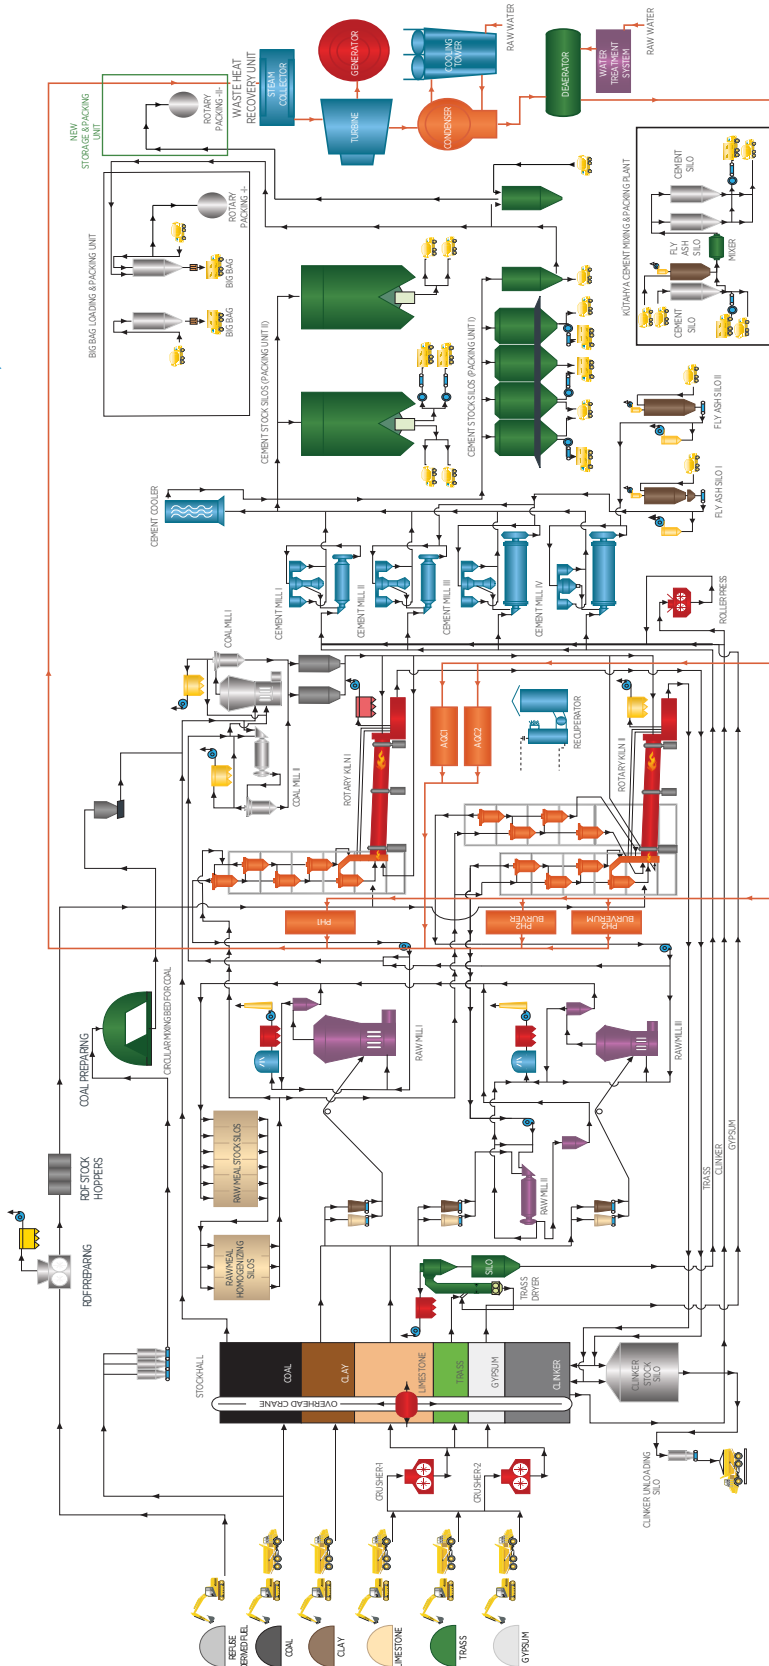 REFUSE
DERIVED FUEL
COAL
CLAY
LIMESTONE
TRASS
GYPSUM
CRUSHER-1
CRUSHER-2
CLINKER UNLOADING
SILO
STOCKHALL
OVERHEAD CRANE
COAL
CLAY
LIMESTONE
TRASS
GYPSUM
CLINKER
CLINKER
STOCK
SILO
RDF PREPARING
RDF STOCK
HOPPERS
COAL PREPARING
CIRCULAR MIXING BED FOR COAL
RAWMEAL
HOMOGENIZING
SILOS
RAW MEAL STOCK SILOS
TRASS
DRYER
SILO
RAW MILL I
RAW MILL II
RAWMILL III
TRASS
CLINKER
GYPSUM
PH1
PH2
BURVER
PH2
BURVERUM
COAL MILL I
COAL MILL II
ROTARY KILN I
AQC1
AQC2
RECUPERATOR
ROTARY KILN II
ROLLER PRESS
CEMENT MILL I
CEMENT MILL II
CEMENT MILL III
CEMENT MILL IV
CEMENT COOLER
FLY ASH SILO I
FLY ASH SILO II
CEMENT STOCK SILOS (PACKING UNIT II)
CEMENT STOCK SILOS (PACKING UNIT I)
BIG BAG LOADING & PACKING UNIT
BIG BAG
BIG BAG
ROTARY
PACKING -I-
NEW
STORAGE & PACKING
UNIT
ROTARY
PACKING -II-
KÜTAHYA CEMENT MIXING & PACKING PLANT
CEMENT
SILO
FLY
ASH
SILO
MIXER
CEMENT
SILO
WASTE HEAT
RECOVERY UNIT
STEAM
COLLECTOR
TURBINE
GENERATOR
COOLING
TOWER
CONDENSER
RAW WATER
DEAERATOR
WATER
TREATMENT
SYSTEM
RAW WATER